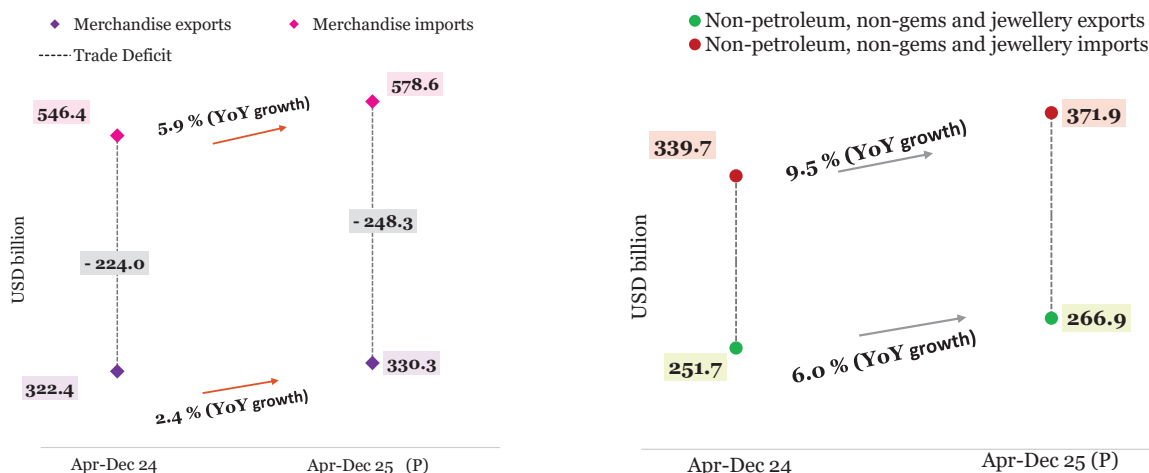 Merchandise exports
Merchandise imports
Trade Deficit
USD billion
546.4
5.9 % (YoY growth)
578.6
- 224.0
- 248.3
322.4
2.4 % (YoY growth)
330.3
Apr-Dec 24
Apr-Dec 25 (P)
Non-petroleum, non-gems and jewellery exports
Non-petroleum, non-gems and jewellery imports
USD billion
339.7
9.5 % (YoY growth)
371.9
251.7
6.0 % (YoY growth)
266.9
Apr-Dec 24
Apr-Dec 25 (P)